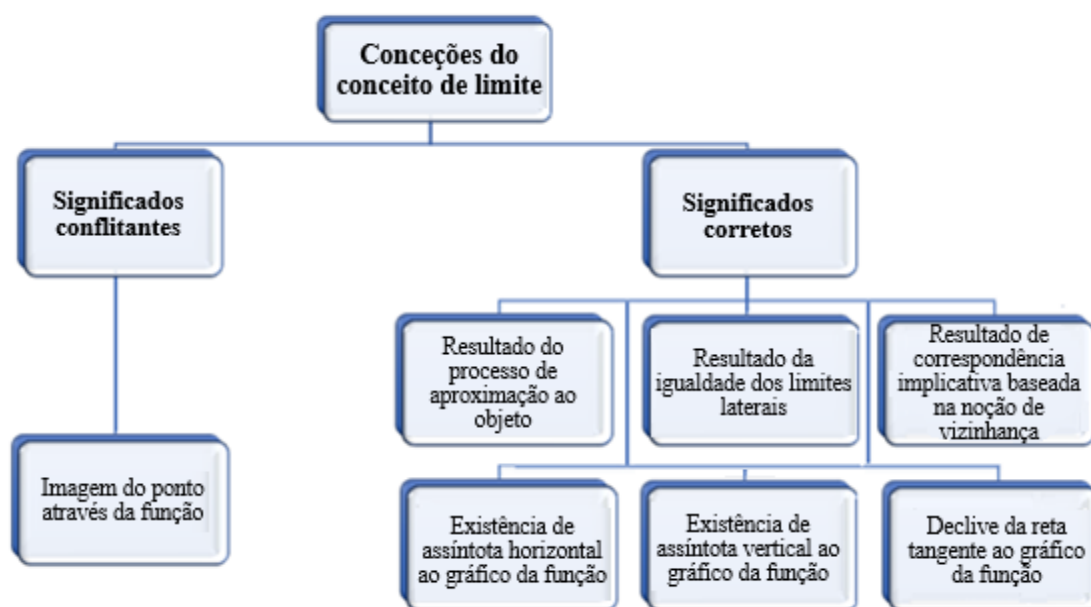 Conceções do
conceito de limite
Significados
conflitantes
Significados
corretos
Imagem do ponto
através da função
Resultado do
processo de
aproximação ao
objeto
Resultado da
igualdade dos limites
laterais
Resultado de
correspondência
implicativa baseada
na noção de
vizinhança
Existência de
assíntota horizontal
ao gráfico da função
Existência de
assíntota vertical ao
gráfico da função
Declive da reta
tangente ao gráfico
da função